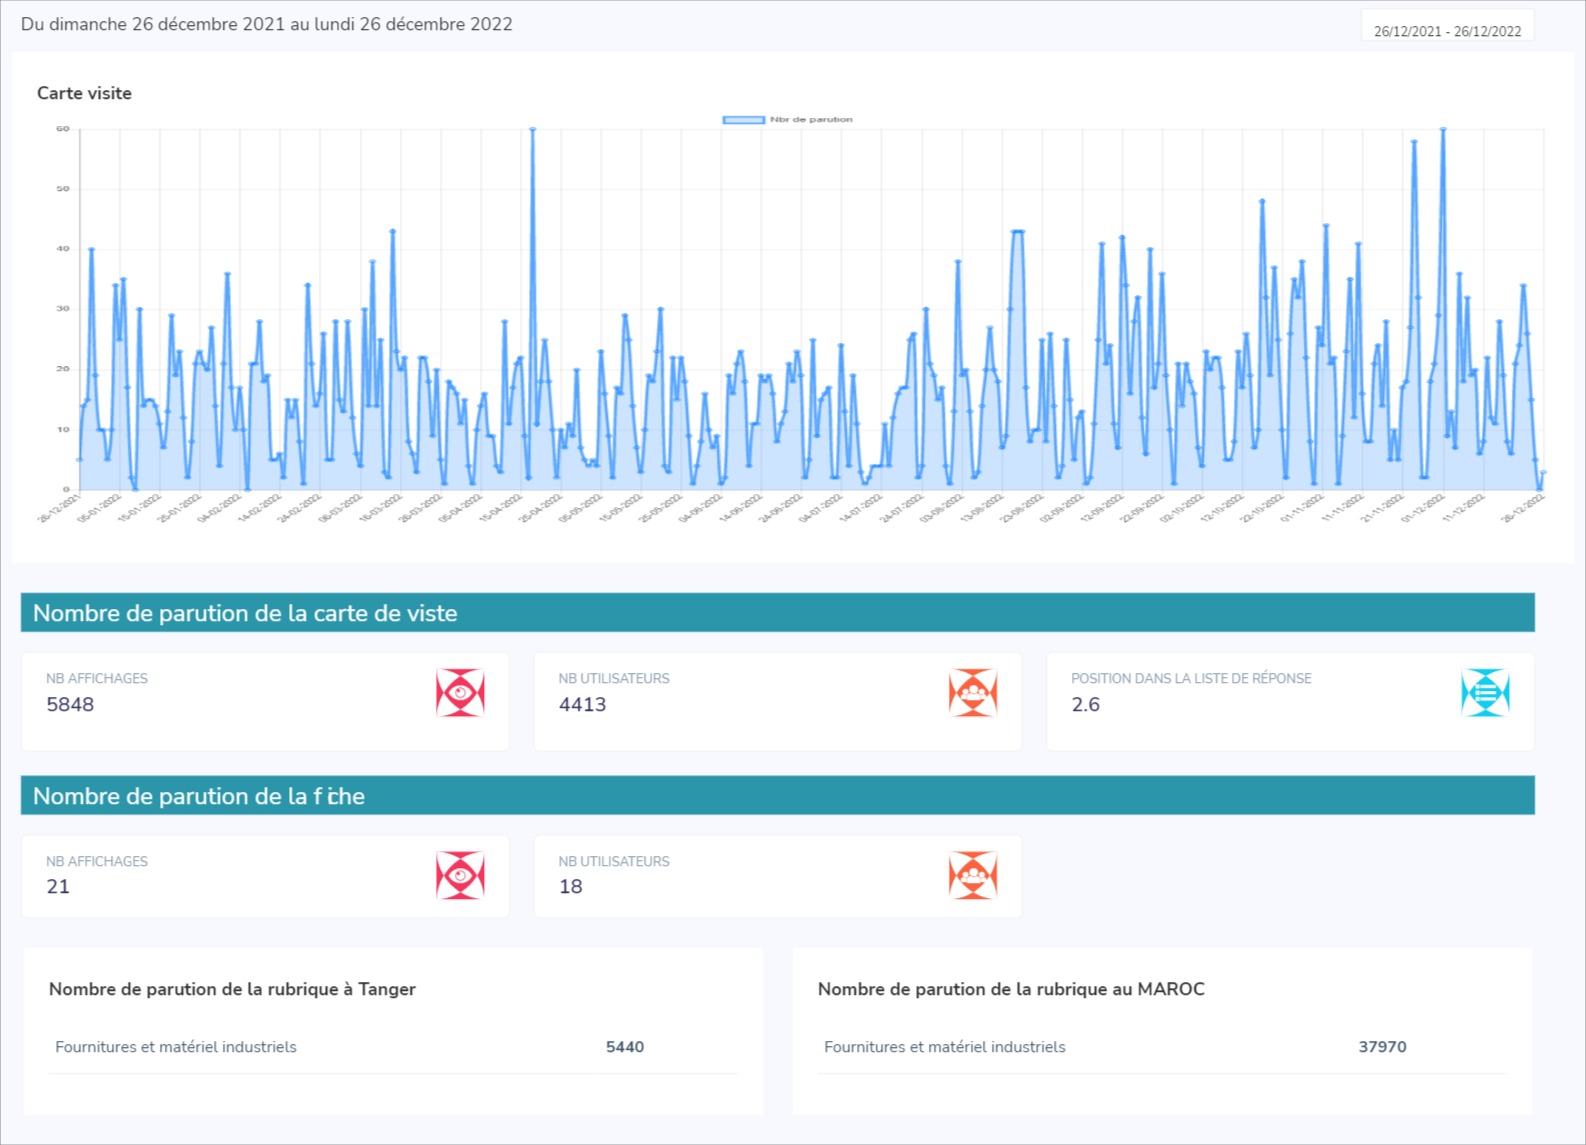 Du dimanche 26 décembre 2021 au lundi 26 décembre 2022
26/12/2021 - 26/12/2022
Carte visite
Nbr de parution
60
50
40
30
20
10
0
26-12-2021 05-01-2022 15-01-2022 25-01-2022 04-02-2022 14-02-2022 24-02-2022 06-03-2022 16-03-2022 26-03-2022 05-04-2022 15-04-2022 25-04-2022 05-05-2022 15-05-2022 25-05-2022 04-06-2022 14-06-2022 24-06-2022 04-07-2022 14-07-2022 24-07-2022 03-08-2022 13-08-2022 23-08-2022 02-09-2022 12-09-2022 22-09-2022 02-10-2022 12-10-2022 22-10-2022 01-11-2022 11-11-2022 21-11-2022 01-12-2022 11-12-2022 26-12-2022
Nombre de parution de la carte de viste
NB AFFICHAGES
5848
NB UTILISATEURS
4413
POSITION DANS LA LISTE DE RÉPONSE
2.6
Nombre de parution de la fiche
NB AFFICHAGES
21
NB UTILISATEURS
18
Nombre de parution de la rubrique à Tanger
Fournitures et matériel industriels 5440
Nombre de parution de la rubrique au MAROC
Fournitures et matériel industriels 37970